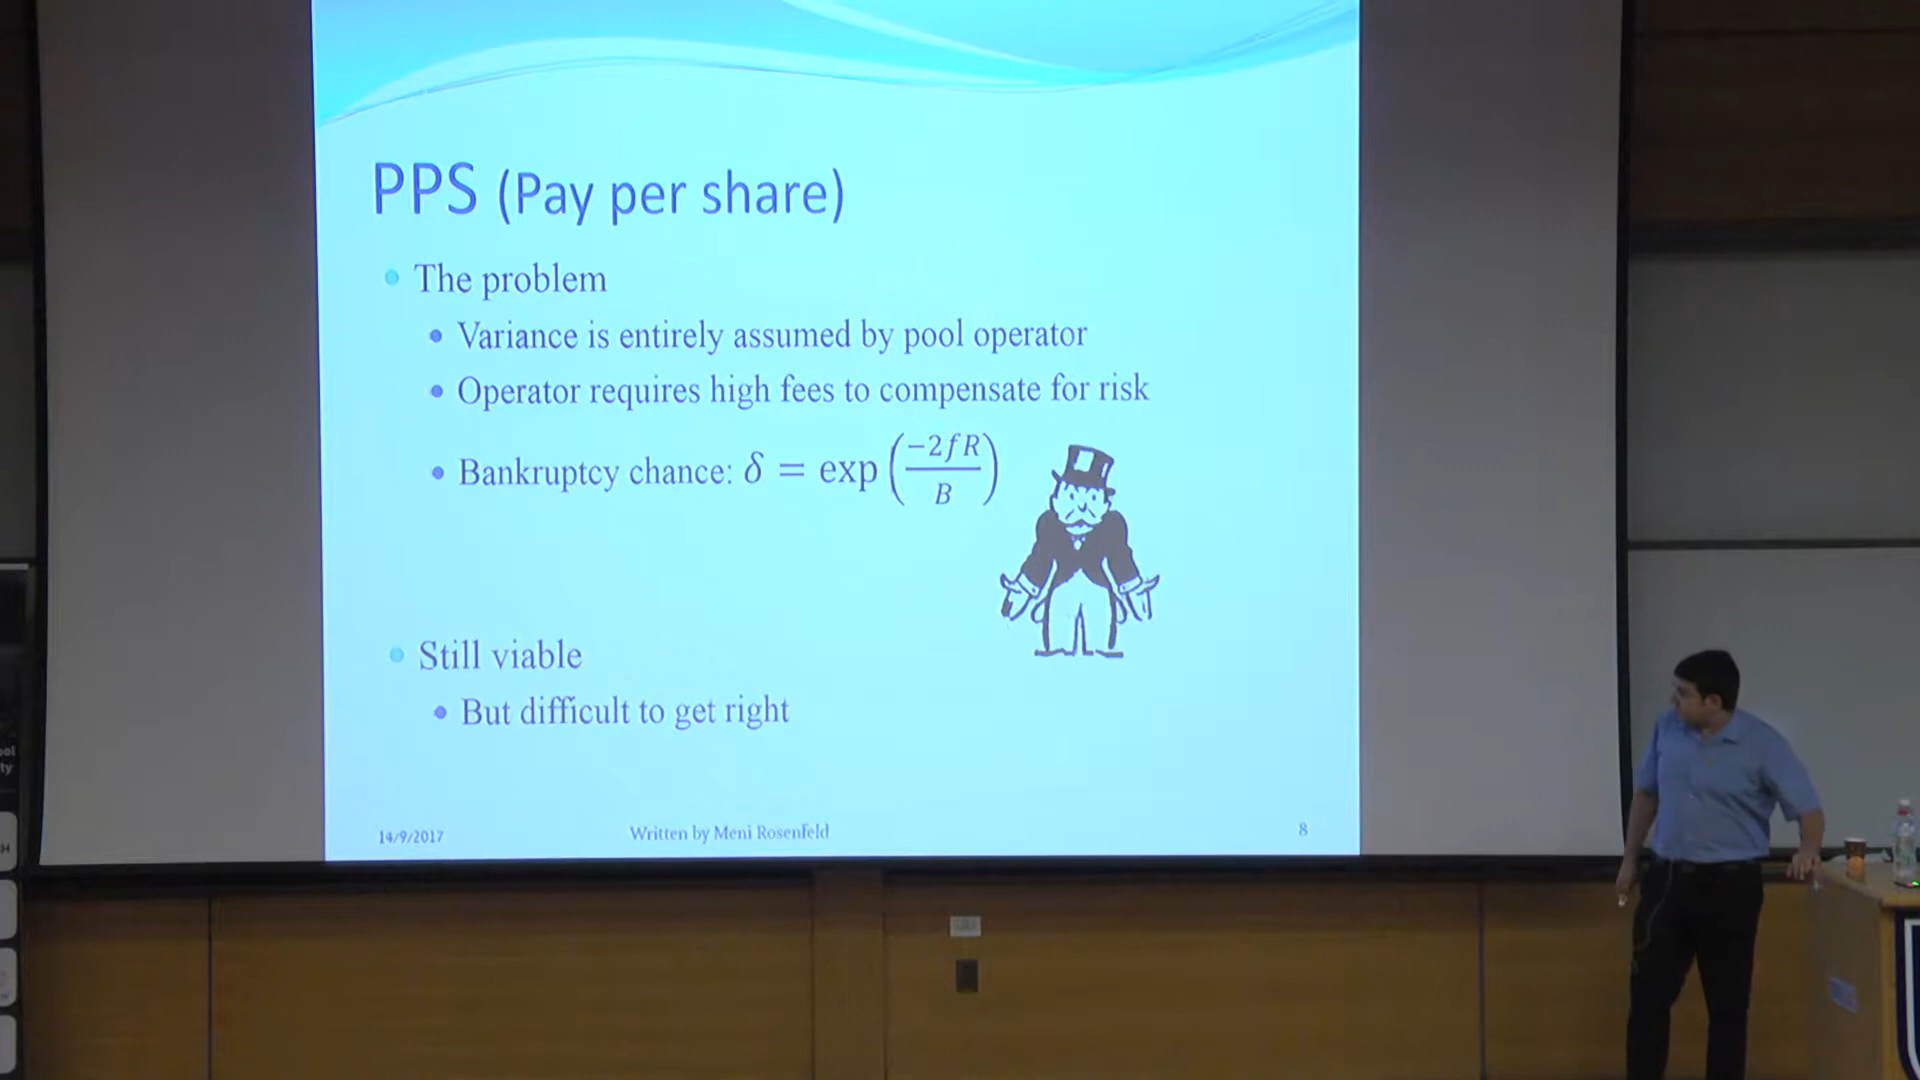 PPS (Pay per share)
The problem
Variance is entirely assumed by pool operator
Operator requires high fees to compensate for risk
Bankruptcy chance: δ = exp(−2fR/B)
Still viable
But difficult to get right
14/9/2017
Written by Meni Rosenfeld
8